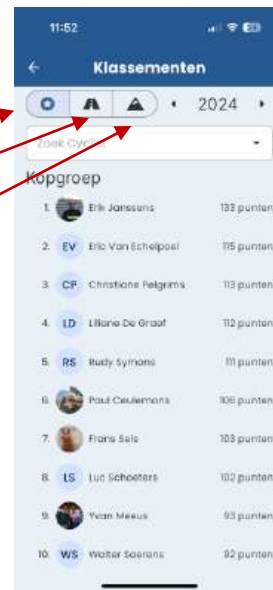 11:52
Klassementen
2024
Zoek Cyclist
Kopgroep
1. Erik Janssens 133 punten
2. EV Eric Van Schelpoel 115 punten
3. CP Christiane Pelgrims 113 punten
4. LD Liliane De Graef 112 punten
5. RS Rudy Symons 111 punten
6. Paul Ceulemans 106 punten
7. Frans Sels 103 punten
8. LS Luc Schoeters 102 punten
9. Yvan Meeus 93 punten
10. WS Walter Soerens 92 punten